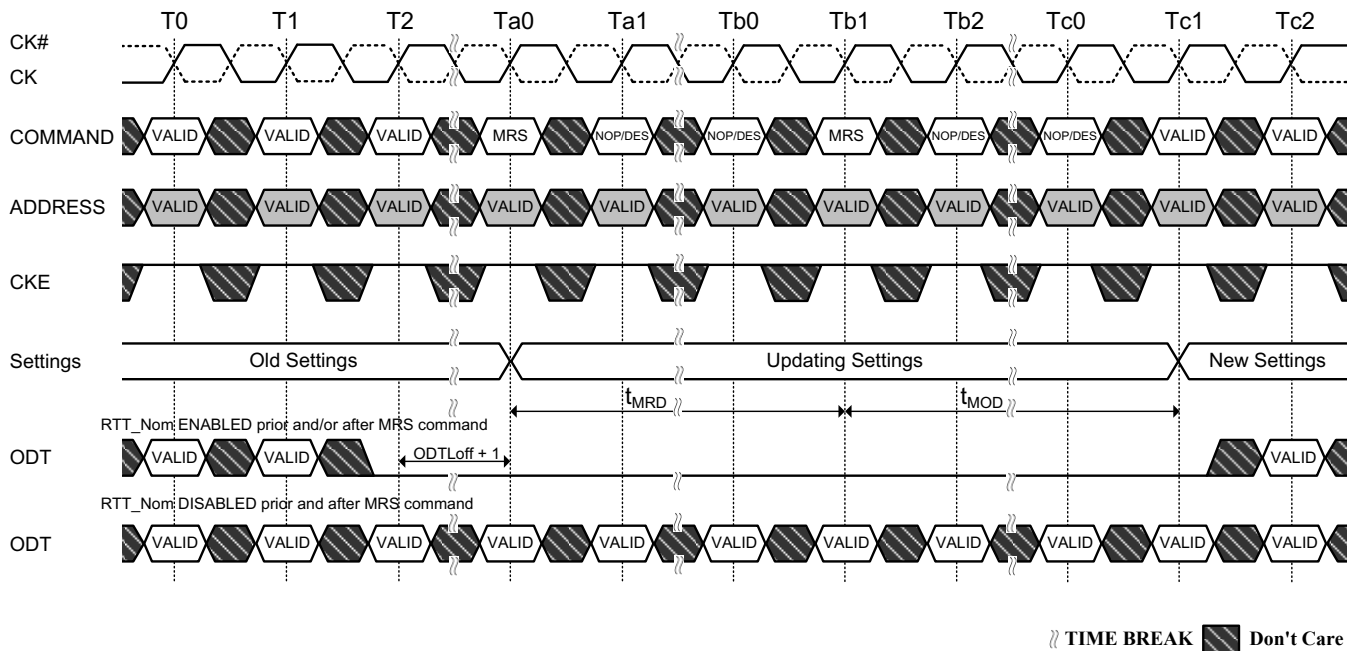 T0 T1 T2 Ta0 Ta1 Tb0 Tb1 Tb2 Tc0 Tc1 Tc2
CK#
CK
COMMAND VALID VALID VALID MRS NOP/DES NOP/DES MRS NOP/DES NOP/DES VALID VALID
ADDRESS VALID VALID VALID VALID VALID VALID VALID VALID VALID VALID VALID
CKE
Settings Old Settings Updating Settings New Settings
tMRD tMOD
RTT_Nom ENABLED prior and/or after MRS command
ODT VALID VALID ODTLoff + 1 VALID
RTT_Nom DISABLED prior and after MRS command
ODT VALID VALID VALID VALID VALID VALID VALID VALID VALID VALID VALID
TIME BREAK Don't Care